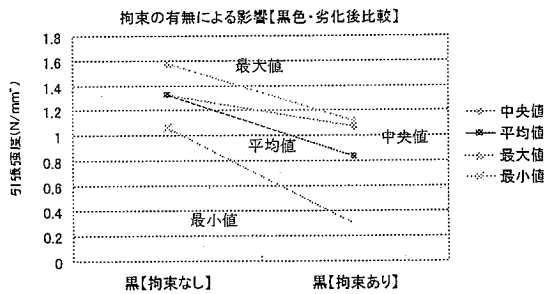 拘束の有無による影響【黒色・劣化後比較】
引張強度(N/mm²)
1.8
1.6
1.4
1.2
1
0.8
0.6
0.4
0.2
0
最大値
中央値
平均値
最小値
黒【拘束なし】
黒【拘束あり】
中央値
平均値
最大値
最小値